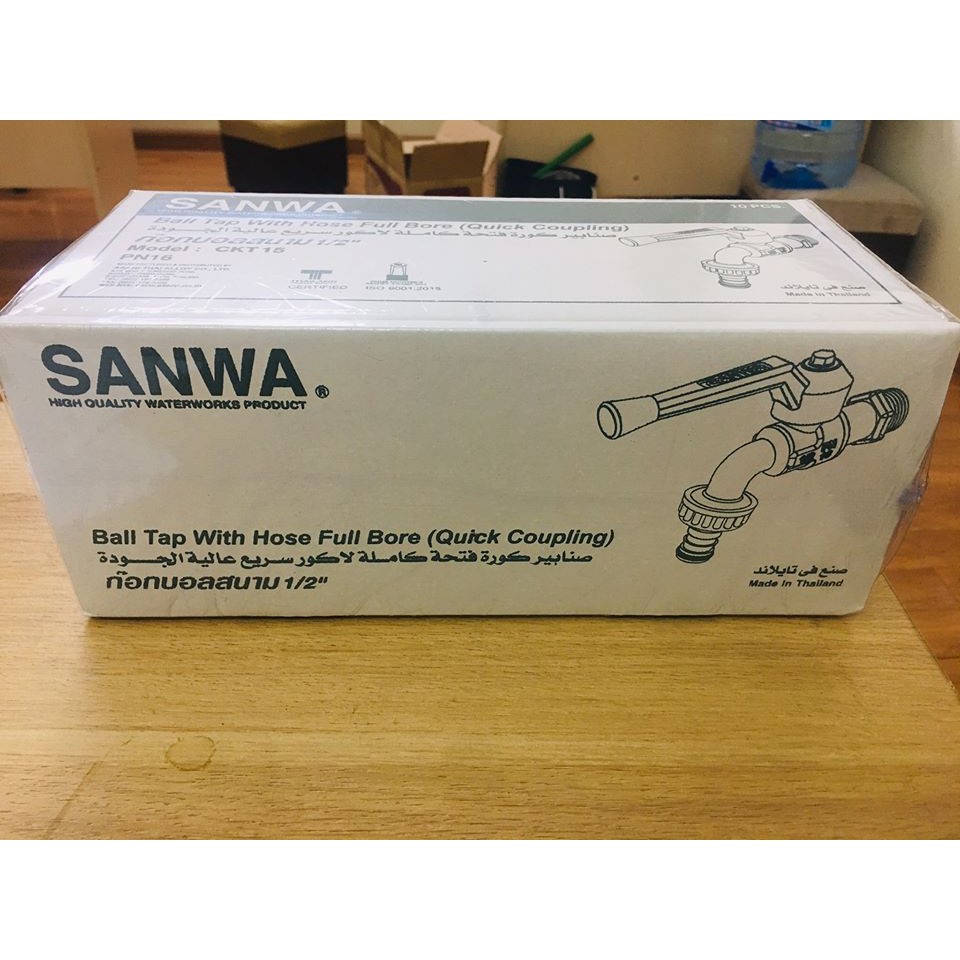 SANWA
10 PCS
Ball Tap With Hose Full Bore (Quick Coupling)
صنابير كورة فتحة كاملة لاكور سريع عالية الجودة
ก๊อกบอลสนาม 1/2"
Model : CKT 15
PN16
CERTIFIED
ISO 9001:2015
صنع في تايلاند
Made in Thailand
SANWA ®
HIGH QUALITY WATERWORKS PRODUCT
Ball Tap With Hose Full Bore (Quick Coupling)
صنابير كورة فتحة كاملة لاكور سريع عالية الجودة
ก๊อกบอลสนาม 1/2"
صنع في تايلاند
Made in Thailand